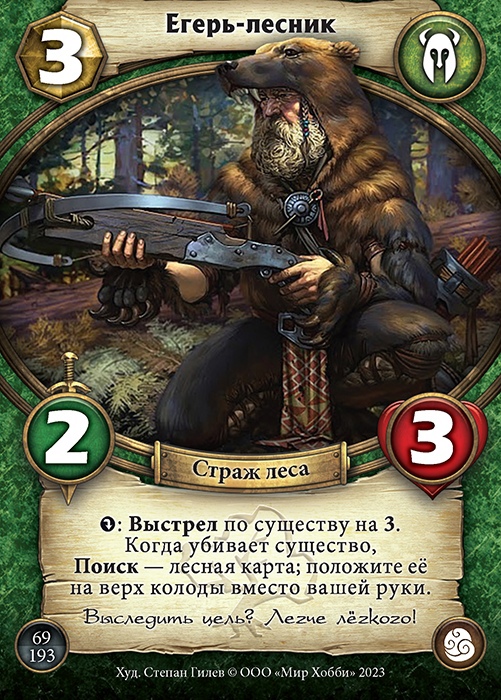 Егерь-лесник
3
2
3
Страж леса
: Выстрел по существу на 3.
Когда убивает существо,
Поиск — лесная карта; положите её
на верх колоды вместо вашей руки.
Выследить цель? Легче лёгкого!
69
193
Худ. Степан Гилев © ООО «Мир Хобби» 2023